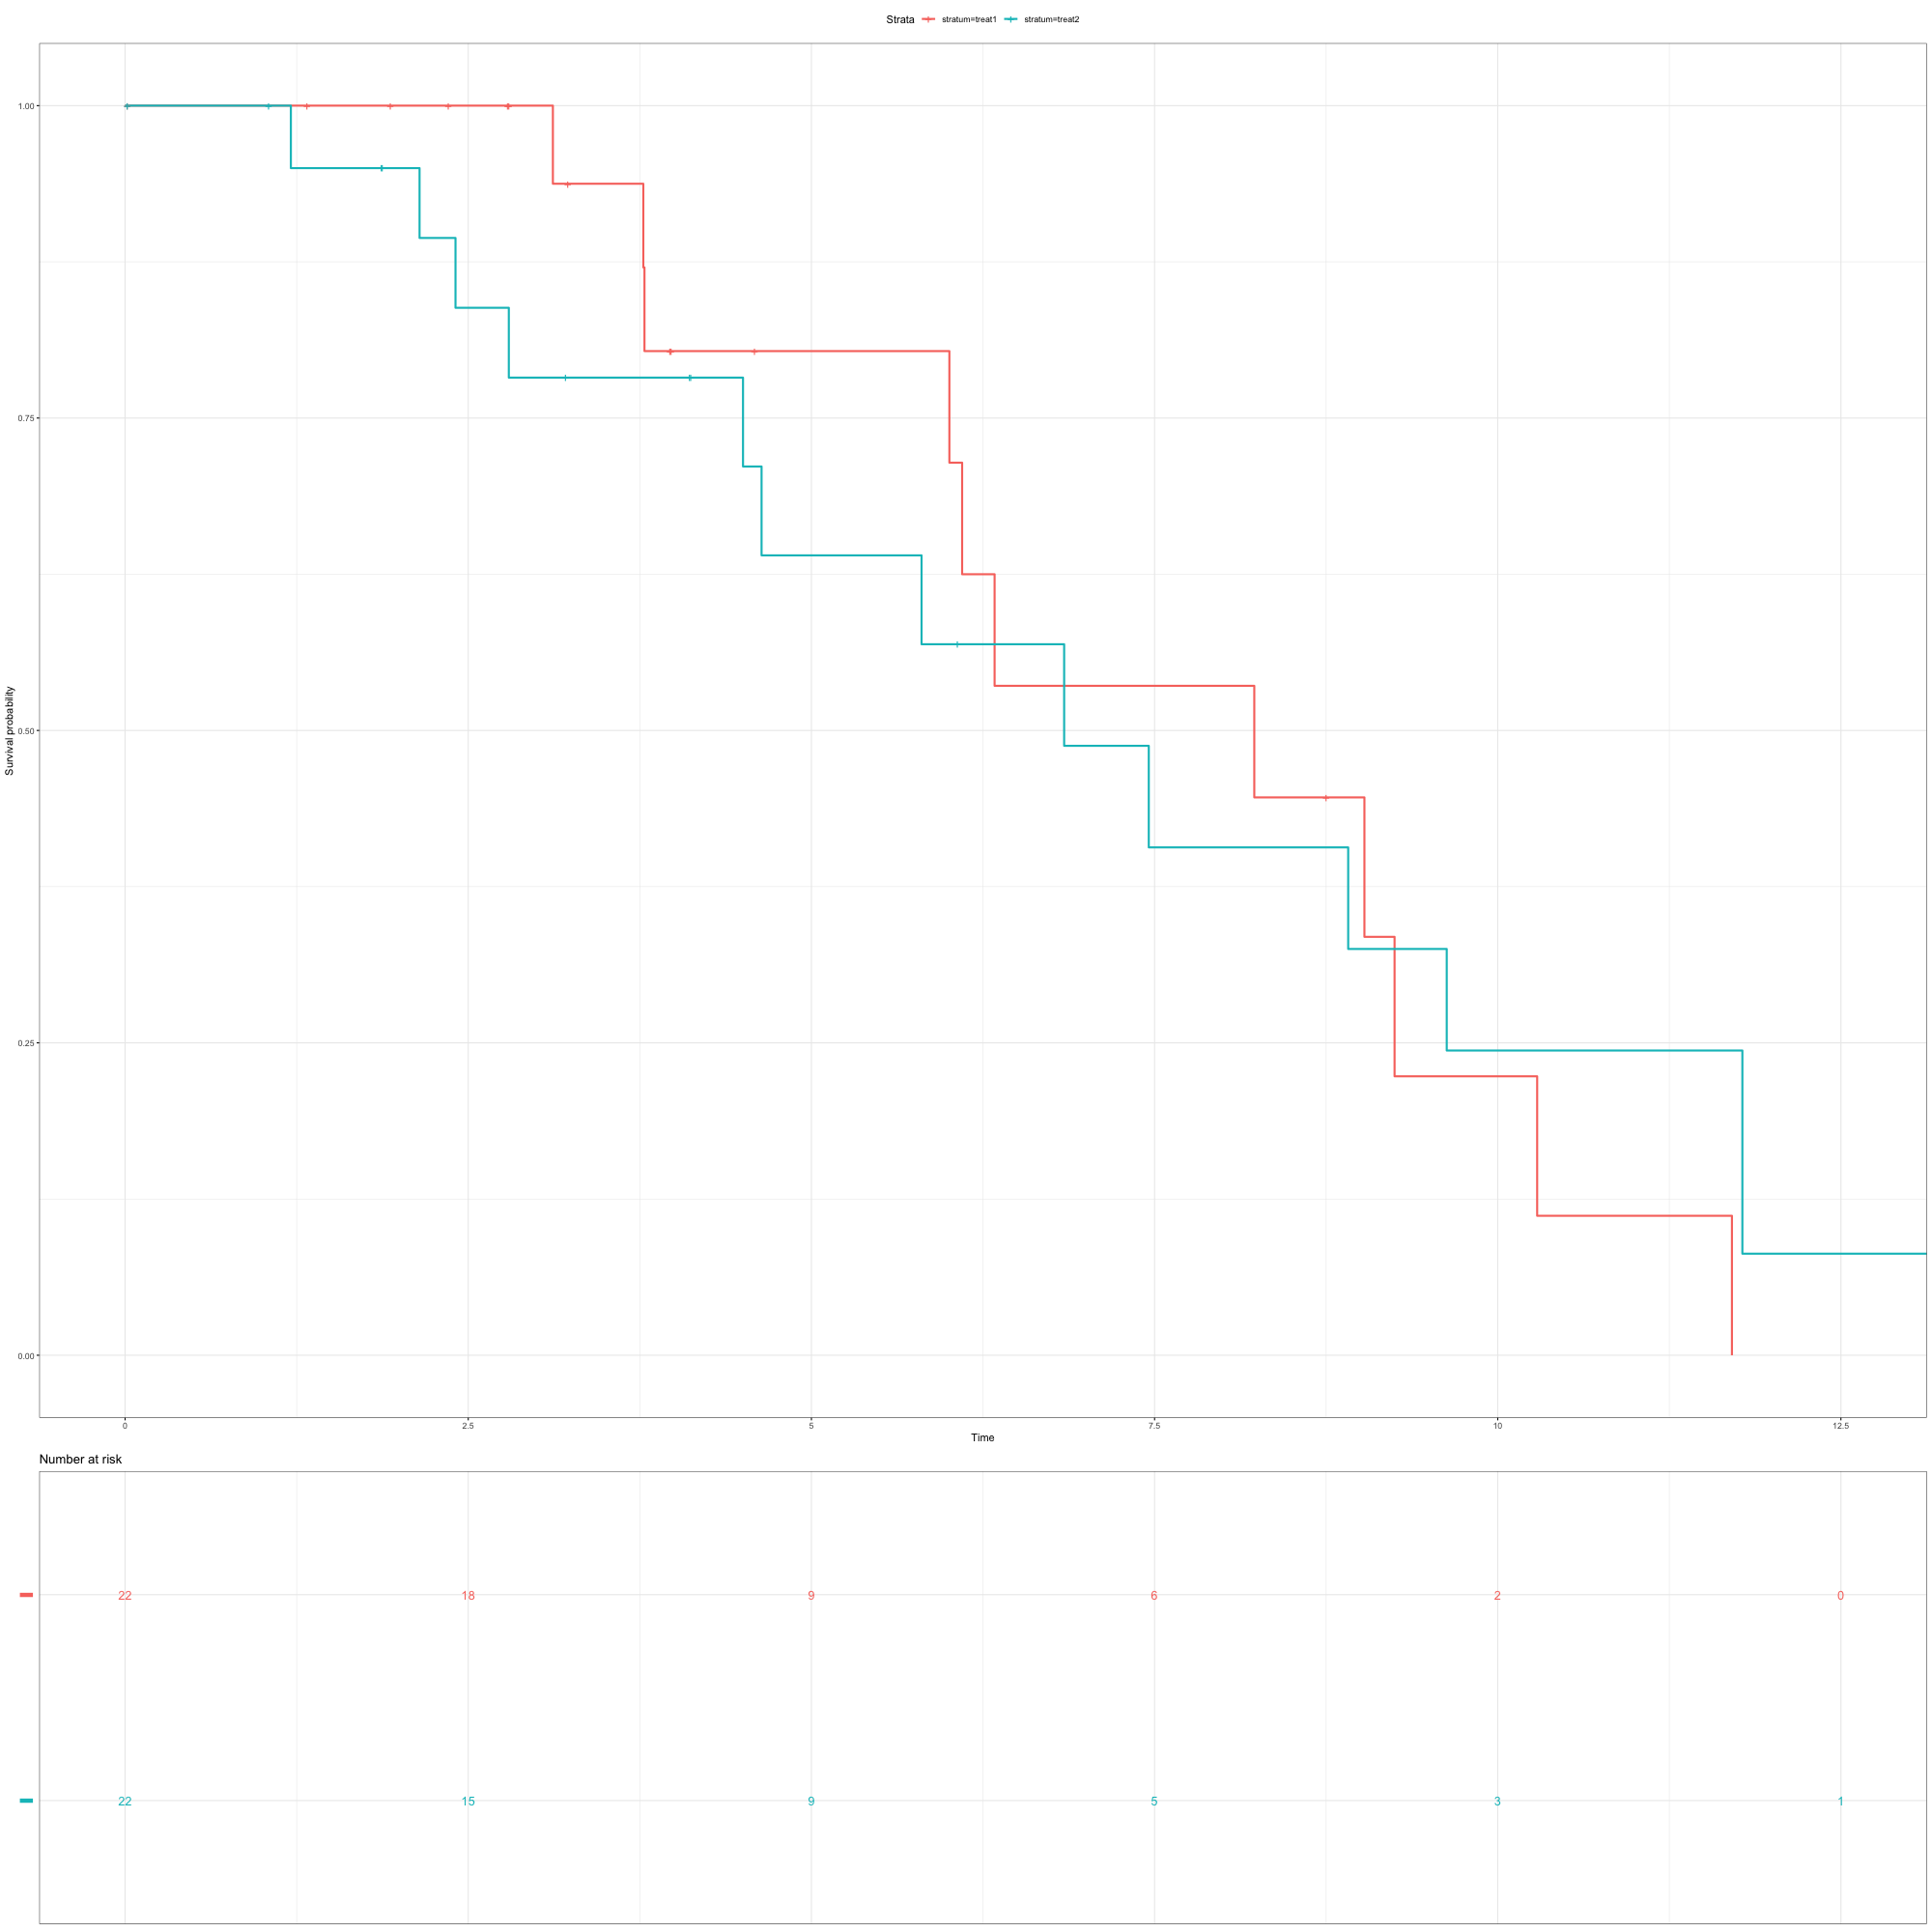 Strata stratum=treat1 stratum=treat2
1.00
0.75
0.50
0.25
0.00
Survival probability
0 2.5 5 7.5 10 12.5
Time
Number at risk
22 18 9 6 2 0
22 15 9 5 3 1